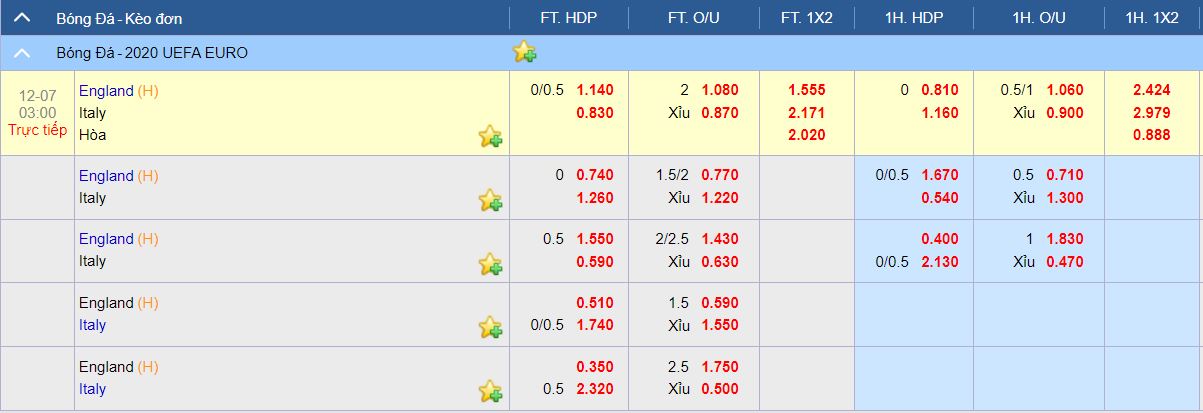 Bóng Đá - Kèo đơn FT. HDP FT. O/U FT. 1X2 1H. HDP 1H. O/U 1H. 1X2
Bóng Đá - 2020 UEFA EURO
12-07
03:00
Trực tiếp
England (H) 0/0.5 1.140 2 1.080 1.555 0 0.810 0.5/1 1.060 2.424
Italy 0.830 Xỉu 0.870 2.171 1.160 Xỉu 0.900 2.979
Hòa 2.020 0.888
England (H) 0 0.740 1.5/2 0.770 0/0.5 1.670 0.5 0.710
Italy 1.260 Xỉu 1.220 0.540 Xỉu 1.300
England (H) 0.5 1.550 2/2.5 1.430 0.400 1 1.830
Italy 0.590 Xỉu 0.630 0/0.5 2.130 Xỉu 0.470
England (H) 0.510 1.5 0.590
Italy 0/0.5 1.740 Xỉu 1.550
England (H) 0.350 2.5 1.750
Italy 0.5 2.320 Xỉu 0.500